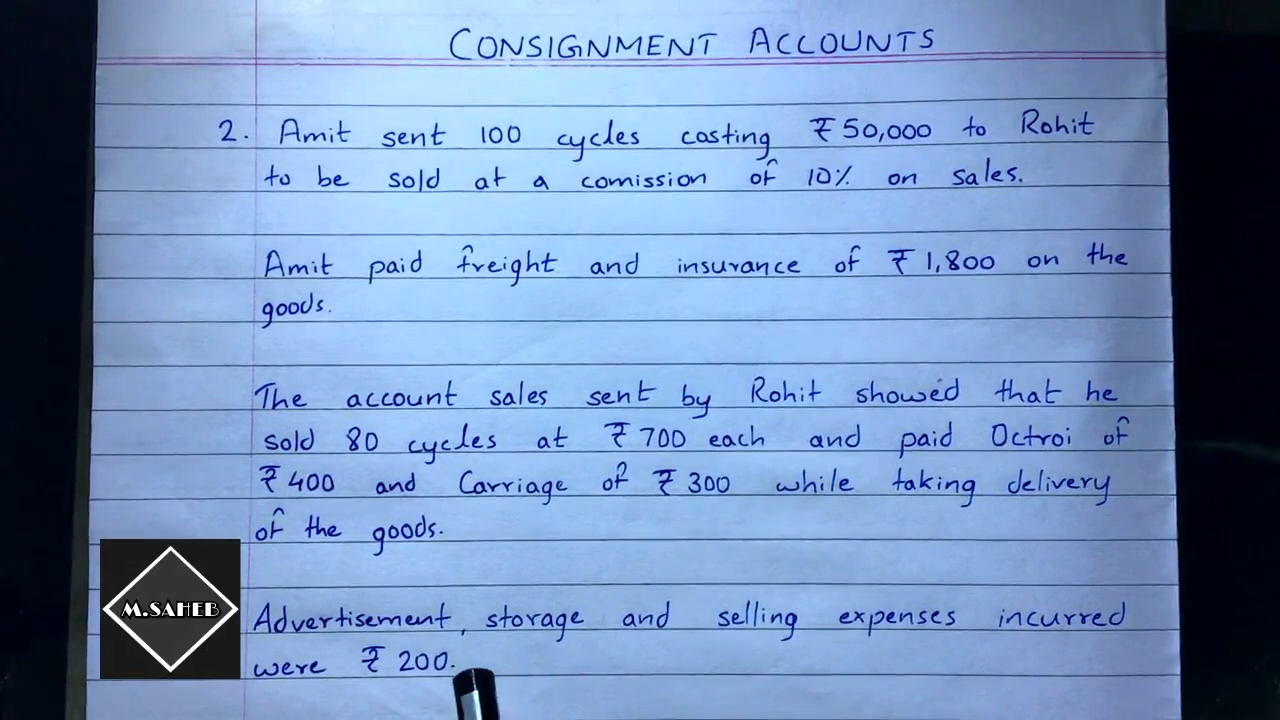 CONSIGNMENT ACCOUNTS
2. Amit sent 100 cycles costing ₹50,000 to Rohit
to be sold at a comission of 10% on sales.
Amit paid freight and insurance of ₹1,800 on the
goods.
The account sales sent by Rohit showed that he
sold 80 cycles at ₹700 each and paid Octroi of
₹400 and Carriage of ₹300 while taking delivery
of the goods.
Advertisement, storage and selling expenses incurred
were ₹200.
M.SAHEB